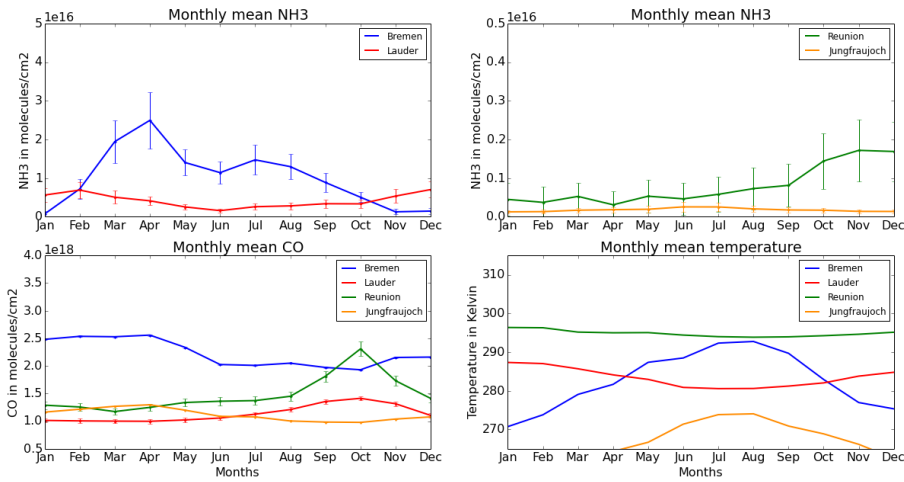 Monthly mean NH3
1e16
NH3 in molecules/cm2
5
4
3
2
1
0
Jan Feb Mar Apr May Jun Jul Aug Sep Oct Nov Dec
Bremen
Lauder
Monthly mean NH3
1e16
NH3 in molecules/cm2
0.5
0.4
0.3
0.2
0.1
0.0
Jan Feb Mar Apr May Jun Jul Aug Sep Oct Nov Dec
Reunion
Jungfraujoch
Monthly mean CO
1e18
CO in molecules/cm2
4.0
3.5
3.0
2.5
2.0
1.5
1.0
0.5
Jan Feb Mar Apr May Jun Jul Aug Sep Oct Nov Dec
Months
Bremen
Lauder
Reunion
Jungfraujoch
Monthly mean temperature
Temperature in Kelvin
310
300
290
280
270
Jan Feb Mar Apr May Jun Jul Aug Sep Oct Nov Dec
Months
Bremen
Lauder
Reunion
Jungfraujoch